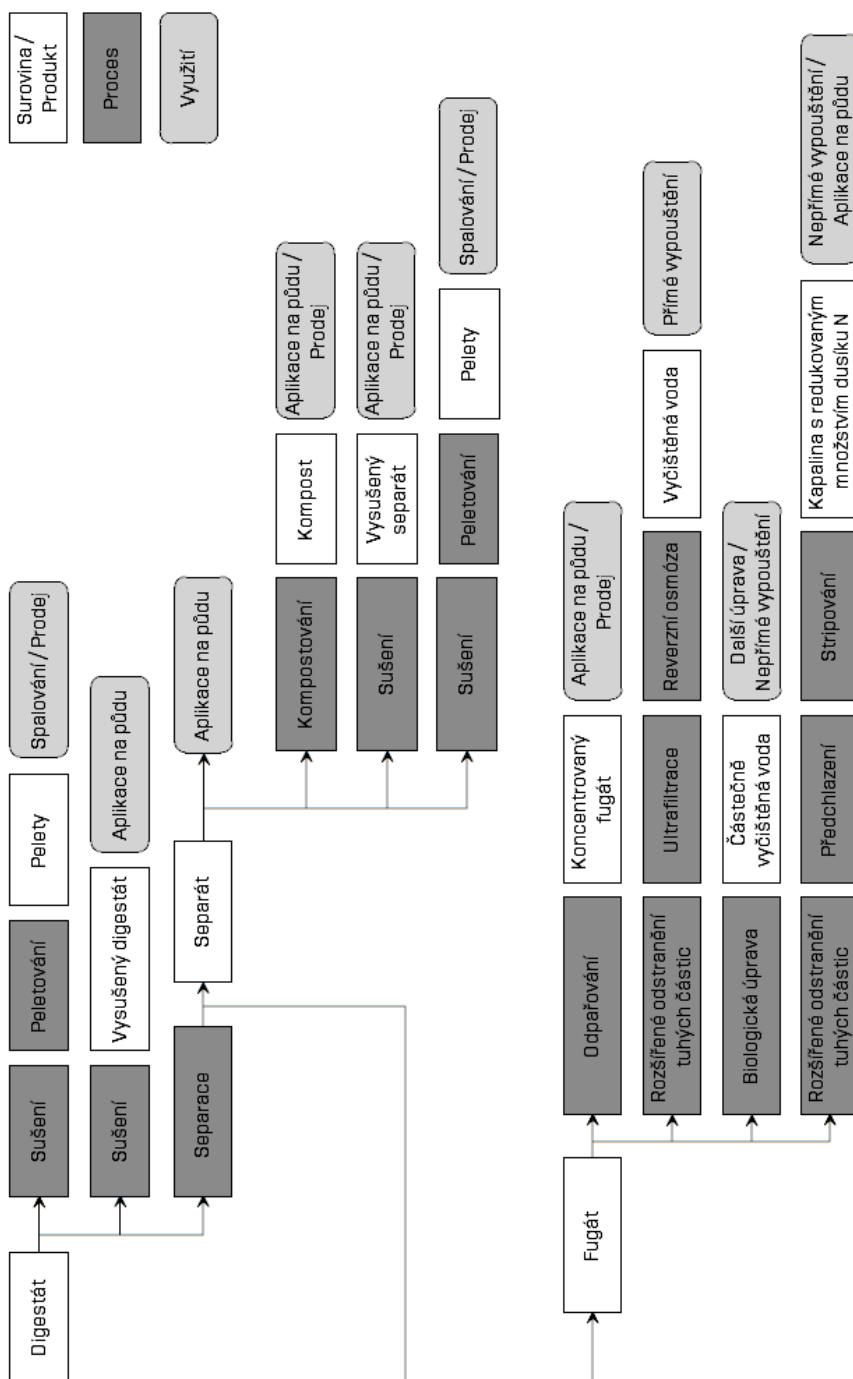 Surovina /
Produkt
Proces
Využití
Digestát
Sušení
Peletování
Pelety
Spalování / Prodej
Sušení
Vysušený digestát
Aplikace na půdu
Separace
Separát
Aplikace na půdu
Kompostování
Kompost
Aplikace na půdu /
Prodej
Sušení
Vysušený
separát
Aplikace na půdu /
Prodej
Sušení
Peletování
Pelety
Spalování / Prodej
Fugát
Odpařování
Koncentrovaný
fugát
Aplikace na půdu /
Prodej
Rozšířené odstranění
tuhých částic
Ultrafiltrace
Reverzní osmóza
Vyčištěná voda
Přímé vypouštění
Biologická úprava
Částečně
vyčištěná voda
Další úprava /
Nepřímé vypouštění
Rozšířené odstranění
tuhých částic
Předchlazení
Stripování
Kapalina s redukovaným
množstvím dusíku N
Nepřímé vypouštění /
Aplikace na půdu